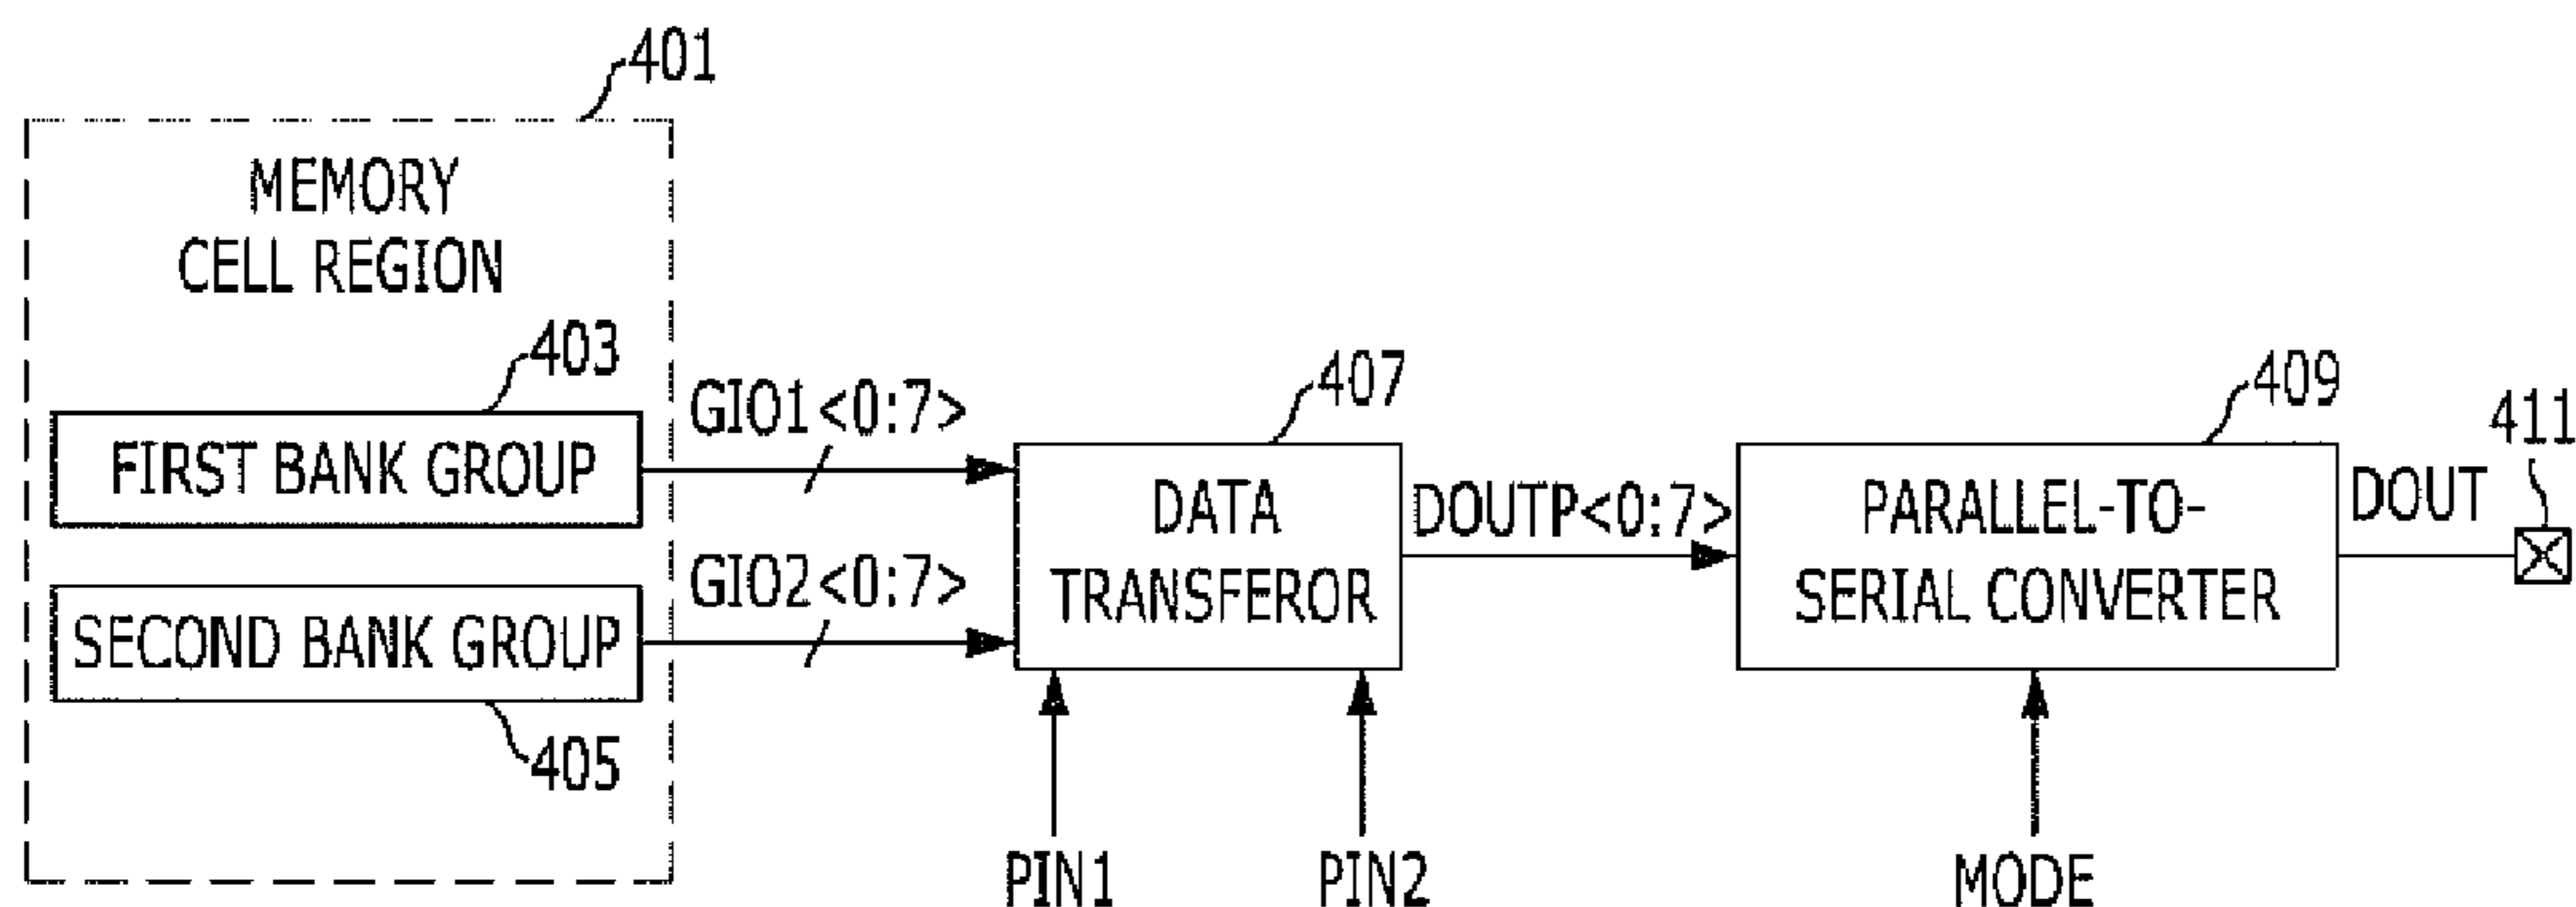 401
MEMORY
CELL REGION
403
FIRST BANK GROUP
GIO1<0:7>
SECOND BANK GROUP
GIO2<0:7>
405
407
DATA
TRANSFEROR
PIN1
PIN2
DOUTP<0:7>
409
PARALLEL-TO-
SERIAL CONVERTER
MODE
DOUT
411